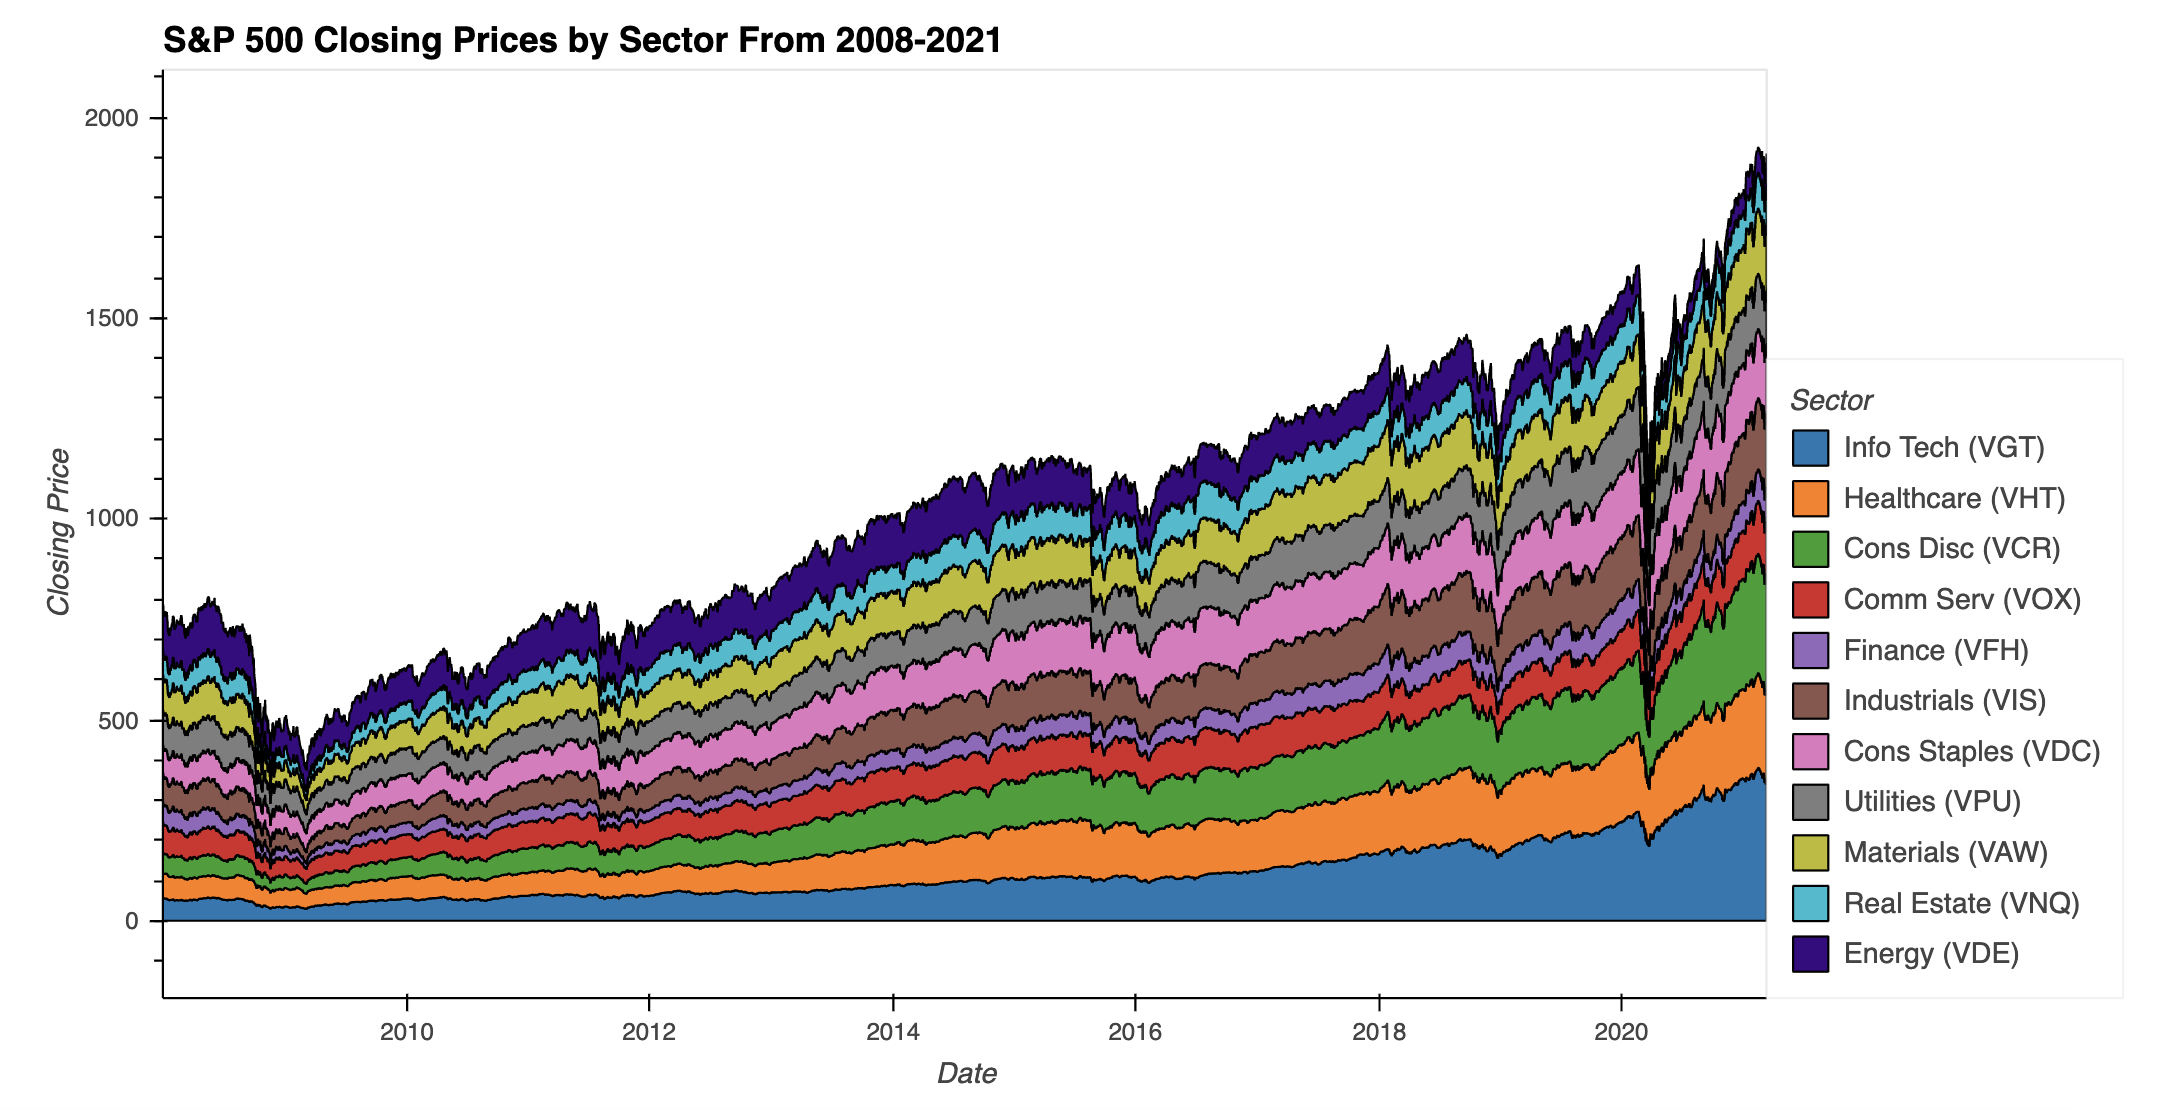 S&P 500 Closing Prices by Sector From 2008-2021
2000
1500
1000
500
0
Closing Price
2010 2012 2014 2016 2018 2020
Date
Sector
Info Tech (VGT)
Healthcare (VHT)
Cons Disc (VCR)
Comm Serv (VOX)
Finance (VFH)
Industrials (VIS)
Cons Staples (VDC)
Utilities (VPU)
Materials (VAW)
Real Estate (VNQ)
Energy (VDE)